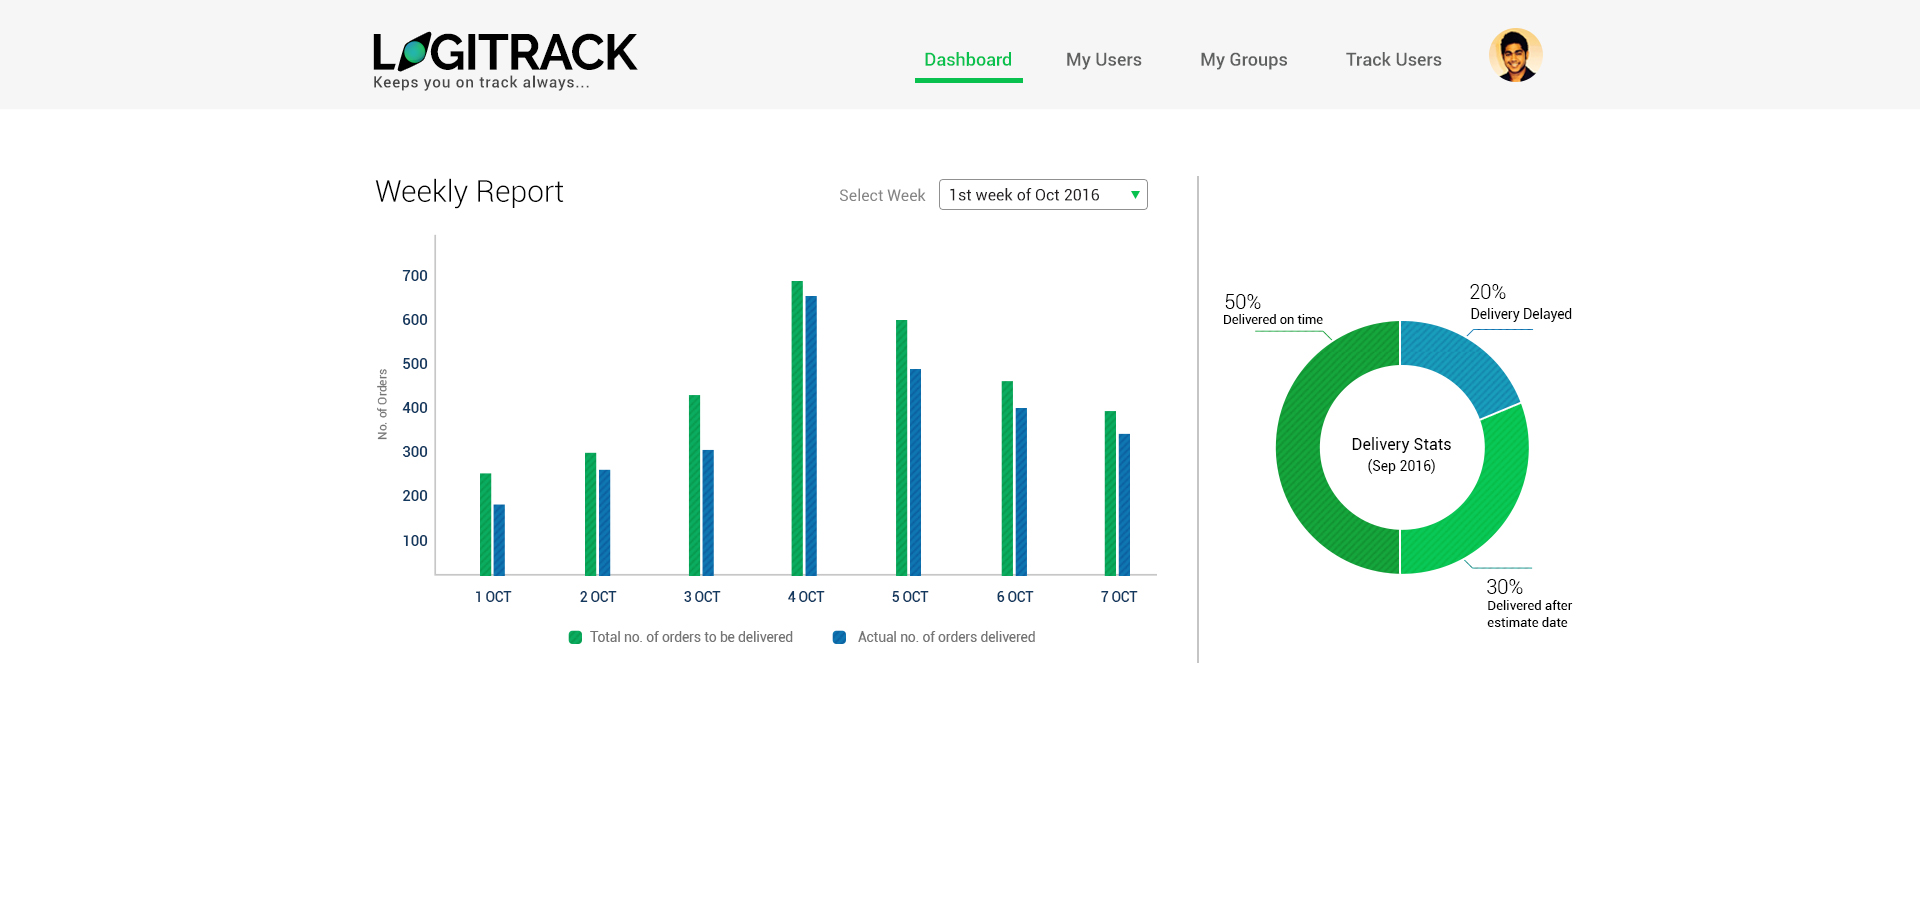 LOGITRACK
Keeps you on track always...
Dashboard
My Users
My Groups
Track Users
Weekly Report
Select Week
1st week of Oct 2016
No. of Orders
700
600
500
400
300
200
100
1 OCT
2 OCT
3 OCT
4 OCT
5 OCT
6 OCT
7 OCT
Total no. of orders to be delivered
Actual no. of orders delivered
50%
Delivered on time
20%
Delivery Delayed
Delivery Stats
(Sep 2016)
30%
Delivered after
estimate date